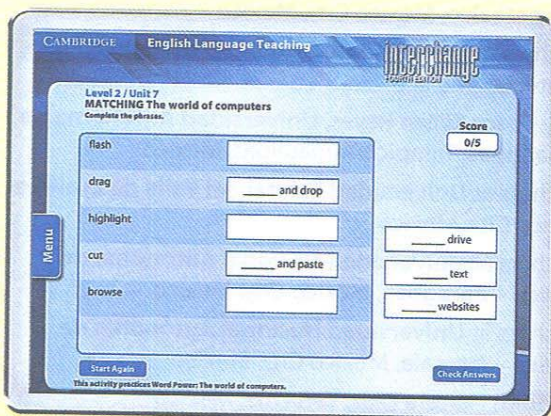 CAMBRIDGE English Language Teaching
interchange
FOURTH EDITION
Level 2 / Unit 7
MATCHING The world of computers
Complete the phrases.
Score
0/5
flash
drag
_____ and drop
highlight
_____ drive
cut
_____ and paste
_____ text
browse
_____ websites
Menu
Start Again
Check Answers
This activity practices Word Power: The world of computers.